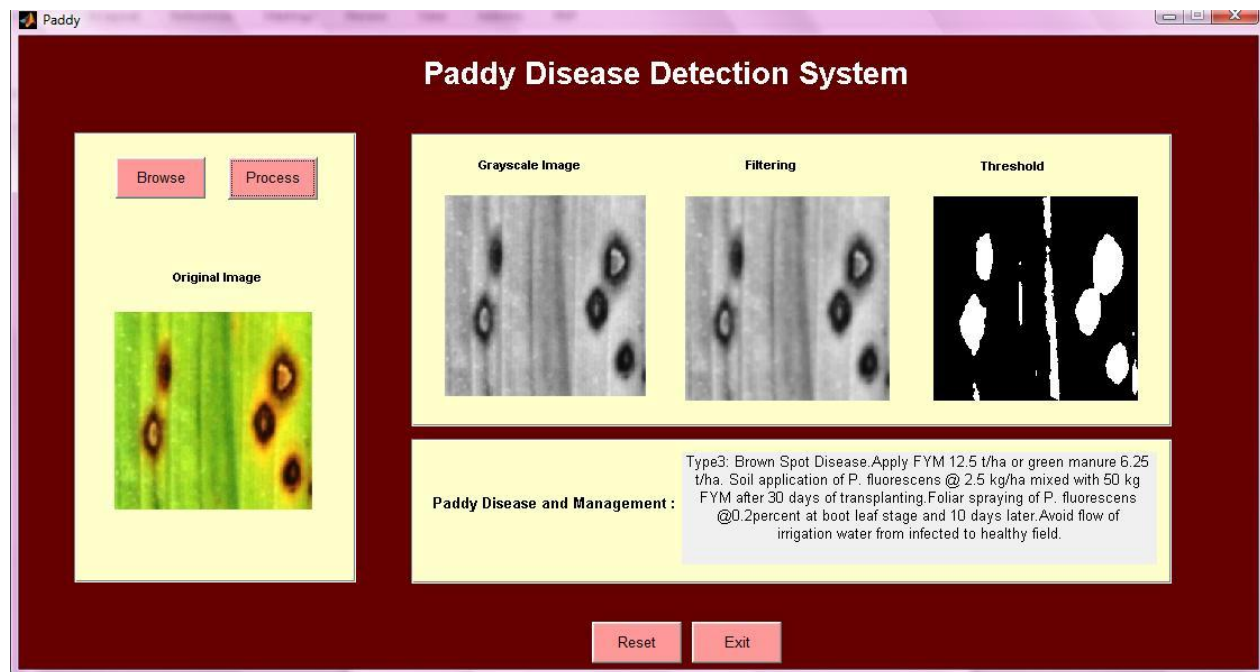 Paddy
Paddy Disease Detection System
Browse
Process
Original Image
Grayscale Image
Filtering
Threshold
Paddy Disease and Management :
Type3: Brown Spot Disease.Apply FYM 12.5 t/ha or green manure 6.25
t/ha. Soil application of P. fluorescens @ 2.5 kg/ha mixed with 50 kg
FYM after 30 days of transplanting.Foliar spraying of P. fluorescens
@0.2percent at boot leaf stage and 10 days later.Avoid flow of
irrigation water from infected to healthy field.
Reset
Exit